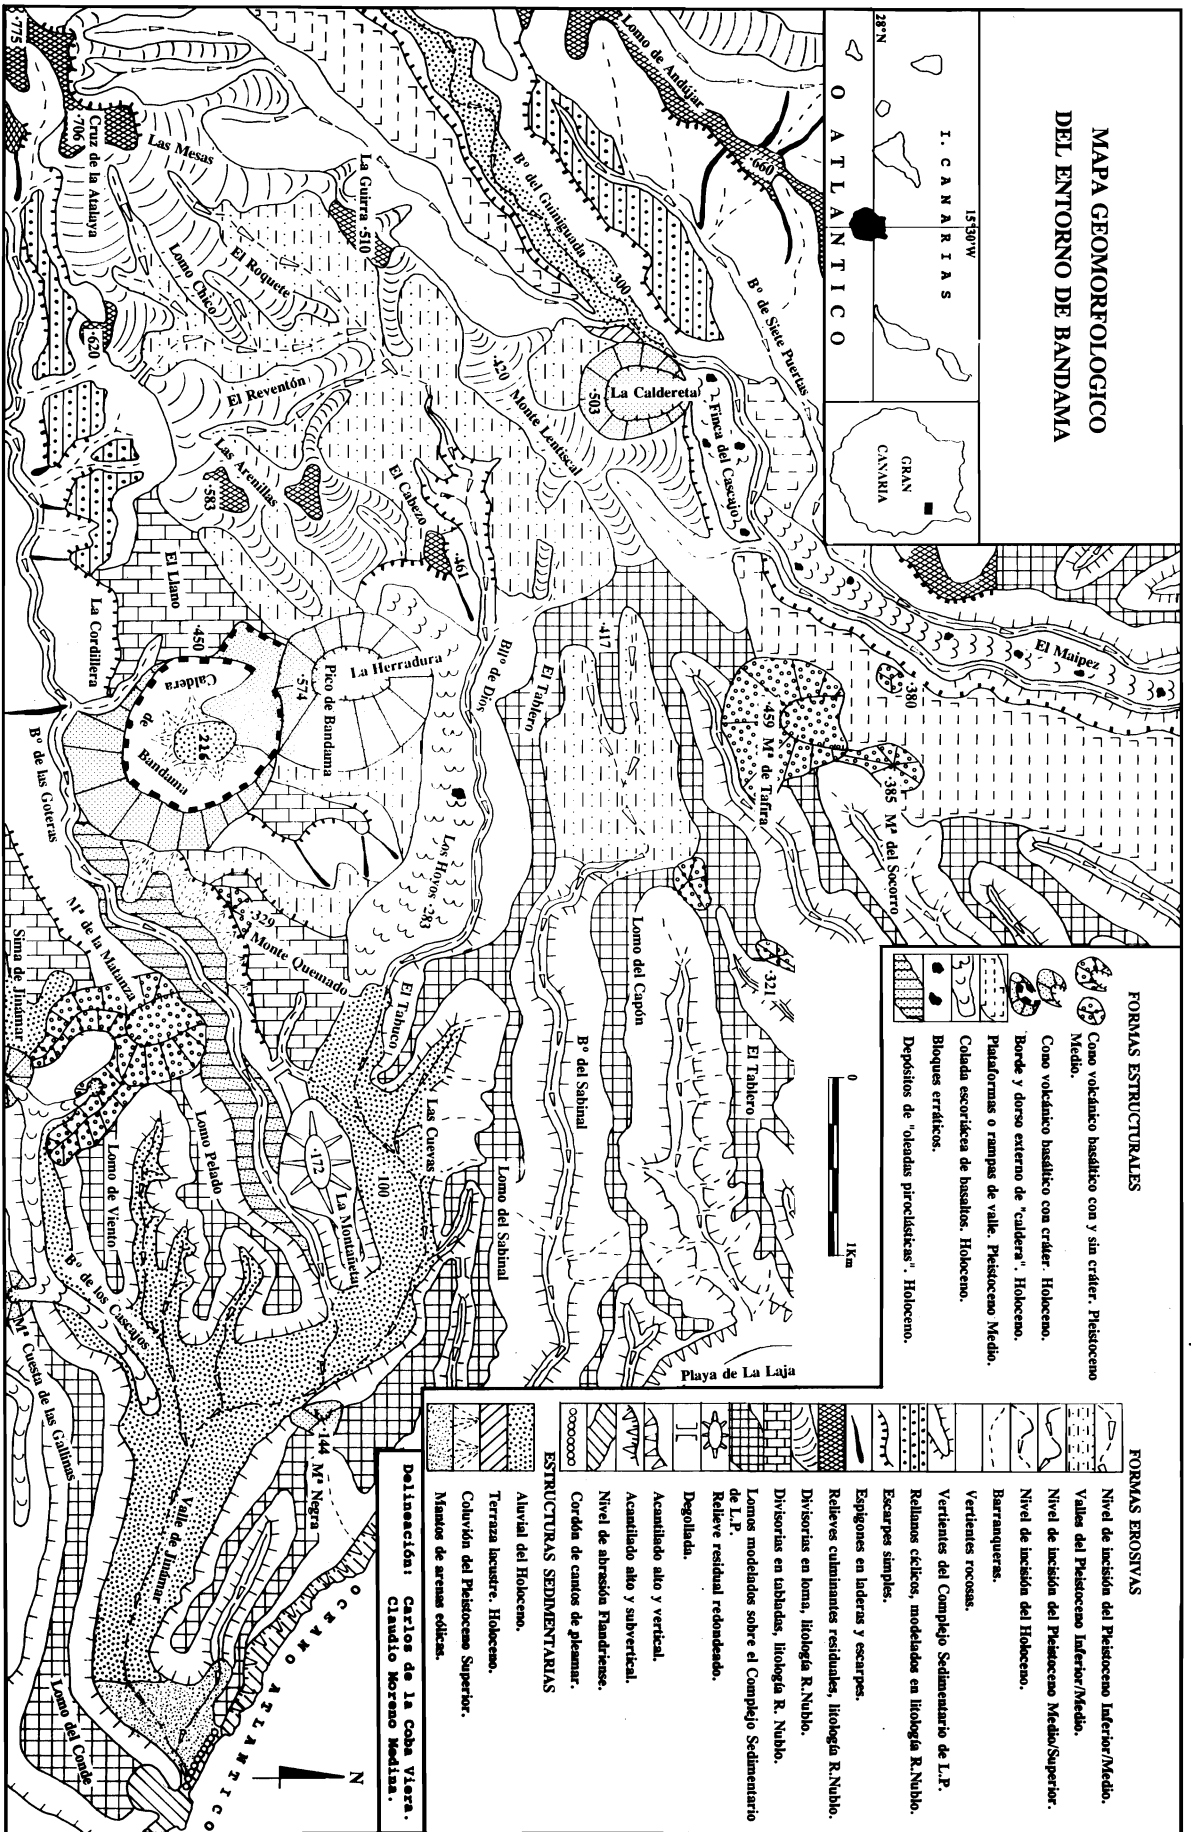 MAPA GEOMORFOLOGICO
DEL ENTORNO DE BANDAMA
I. CANARIAS
28°N
15°30'W
O ATLANTICO
GRAN
CANARIA
FORMAS ESTRUCTURALES
Cono volcánico basáltico con y sin cráter. Pleistoceno
Medio.
Cono volcánico basáltico con cráter. Holoceno.
Borde y dorso externo de "caldera". Holoceno.
Plataformas o rampas de valle. Pleistoceno Medio.
Colada escoriácea de basaltos. Holoceno.
Bloques erráticos.
Depósitos de "oleadas piroclásticas". Holoceno.
0
1Km
FORMAS EROSIVAS
Nivel de incisión del Pleistoceno Inferior/Medio.
Valles del Pleistoceno Inferior/Medio.
Nivel de incisión del Pleistoceno Medio/Superior.
Nivel de incisión del Holoceno.
Barranqueras.
Vertientes rocosas.
Vertientes del Complejo Sedimentario de L.P.
Rellanos cíclicos, modelados en litología R.Nublo.
Escarpes simples.
Espigones en laderas y escarpes.
Relieves culminantes residuales, litología R.Nublo.
Divisorias en loma, litología R.Nublo.
Divisorias en tabladas, litología R. Nublo.
Lomos modelados sobre el Complejo Sedimentario
de L.P.
Relieve residual redondeado.
Degollada.
Acantilado alto y vertical.
Acantilado alto y subvertical.
Nivel de abrasión Flandriense.
Cordón de cantos de pleamar.
ESTRUCTURAS SEDIMENTARIAS
Aluvial del Holoceno.
Terraza lacustre. Holoceno.
Coluvión del Pleistoceno Superior.
Mantos de arenas eólicas.
Delineación: Carlos de la Coba Viera.
Claudio Moreno Medina.
N
OCEANO ATLANTICO
Lomo de Andújar
·660
Bº de Siete Puertas
Bº del Guiniguada
·300
La Caldereta
·503
Finca del Cascajo
El Maipez
·380
·459 Mª de Tafira
·385 Mª del Socorro
·321
El Tablero
Lomo del Capón
Bº del Sabinal
Lomo del Sabinal
Playa de La Laja
·417
El Tablero
Bitº de Dios
Monte Lentiscal
·420
La Guirra ·510
Las Mesas
·775
Cruz de la Atalaya
·706
El Roquete
Lomo Chico
·620
El Reventón
Las Arenillas
·583
El Cabezo
·461
El Llano
La Cordillera
·450
La Herradura
Pico de Bandama
·574
Caldera
de
Bandama
216
Bº de las Goteras
Los Hoyos ·283
Monte Quemado
·329
El Tabuco
Las Cuevas
·100
·172
La Montañeta
Mª de la Matanza
Sima de Jinámar
Lomo Pelado
Lomo de Viento
Bº de los Cascajos
Mª Cuesta de las Gallinas
Valle de Jinámar
·144 Mª Negra
Lomo del Conde